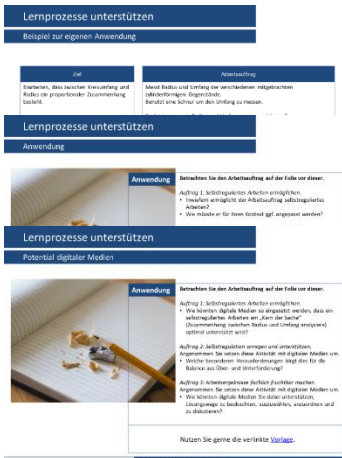 Lernprozesse unterstützen
Beispiel zur eigenen Anwendung
Ziel
Arbeitsauftrag
Erarbeiten, dass zwischen Kreisumfang und
Radius ein proportionaler Zusammenhang
besteht.
Messt Radius und Umfang der verschiedenen mitgebrachten
zylinderförmigen Gegenstände.
Benutzt eine Schnur um den Umfang zu messen.
Lernprozesse unterstützen
Anwendung
Anwendung
Betrachten Sie den Arbeitsauftrag auf der Folie vor dieser.
Auftrag 1: Selbstreguliertes Arbeiten ermöglichen.
• Inwiefern ermöglicht der Arbeitsauftrag selbstreguliertes
Arbeiten?
• Wie müsste er für Ihren Kontext ggf. angepasst werden?
Lernprozesse unterstützen
Potential digitaler Medien
Anwendung
Betrachten Sie den Arbeitsauftrag auf der Folie vor dieser.
Auftrag 1: Selbstreguliertes Arbeiten ermöglichen.
• Wie könnten digitale Medien so eingesetzt werden, dass ein
selbstreguliertes Arbeiten am „Kern der Sache"
(Zusammenhang zwischen Radius und Umfang analysieren)
optimal unterstützt wird?
Auftrag 2: Selbstregulation anregen und unterstützen.
Angenommen Sie setzen diese Aktivität mit digitalen Medien um.
• Welche besonderen Herausforderungen birgt dies für die
Balance aus Über- und Unterforderung?
Auftrag 3: Arbeitsergebnisse fachlich fruchtbar machen.
Angenommen Sie setzen diese Aktivität mit digitalen Medien um.
• Wie könnten digitale Medien Sie dabei unterstützen,
Lösungswege zu beobachten, auszuwählen, anzuordnen und
zu diskutieren?
Nutzen Sie gerne die verlinkte Vorlage.